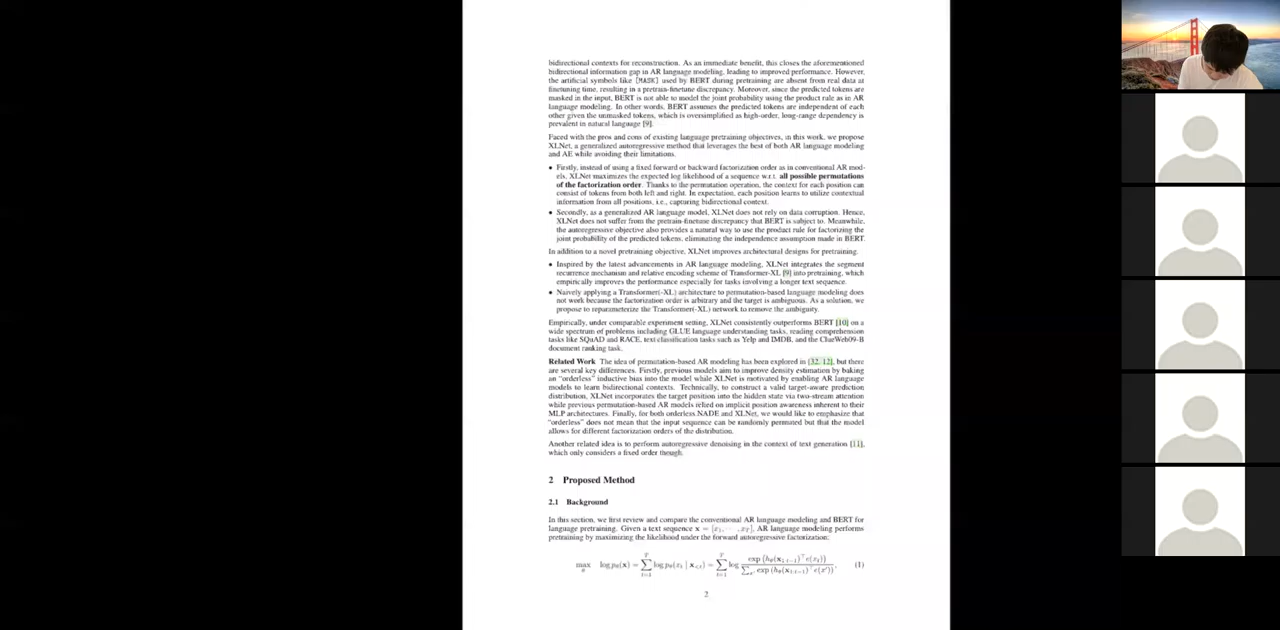 bidirectional contexts for reconstruction. As an immediate benefit, this closes the aforementioned
bidirectional information gap in AR language modeling, leading to improved performance. However,
the artificial symbols like [MASK] used by BERT during pretraining are absent from real data at
finetuning time, resulting in a pretrain-finetune discrepancy. Moreover, since the predicted tokens are
masked in the input, BERT is not able to model the joint probability using the product rule as in AR
language modeling. In other words, BERT assumes the predicted tokens are independent of each
other given the unmasked tokens, which is oversimplified as high-order, long-range dependency is
prevalent in natural language [9].
Faced with the pros and cons of existing language pretraining objectives, in this work, we propose
XLNet, a generalized autoregressive method that leverages the best of both AR language modeling
and AE while avoiding their limitations.
• Firstly, instead of using a fixed forward or backward factorization order as in conventional AR mod-
els, XLNet maximizes the expected log likelihood of a sequence w.r.t. all possible permutations
of the factorization order. Thanks to the permutation operation, the context for each position can
consist of tokens from both left and right. In expectation, each position learns to utilize contextual
information from all positions, i.e., capturing bidirectional context.
• Secondly, as a generalized AR language model, XLNet does not rely on data corruption. Hence,
XLNet does not suffer from the pretrain-finetune discrepancy that BERT is subject to. Meanwhile,
the autoregressive objective also provides a natural way to use the product rule for factorizing the
joint probability of the predicted tokens, eliminating the independence assumption made in BERT.
In addition to a novel pretraining objective, XLNet improves architectural designs for pretraining.
• Inspired by the latest advancements in AR language modeling, XLNet integrates the segment
recurrence mechanism and relative encoding scheme of Transformer-XL [9] into pretraining, which
empirically improves the performance especially for tasks involving a longer text sequence.
• Naively applying a Transformer(-XL) architecture to permutation-based language modeling does
not work because the factorization order is arbitrary and the target is ambiguous. As a solution, we
propose to reparameterize the Transformer(-XL) network to remove the ambiguity.
Empirically, under comparable experiment setting, XLNet consistently outperforms BERT [10] on a
wide spectrum of problems including GLUE language understanding tasks, reading comprehension
tasks like SQuAD and RACE, text classification tasks such as Yelp and IMDB, and the ClueWeb09-B
document ranking task.
Related Work The idea of permutation-based AR modeling has been explored in [32, 12], but there
are several key differences. Firstly, previous models aim to improve density estimation by baking
an "orderless" inductive bias into the model while XLNet is motivated by enabling AR language
models to learn bidirectional contexts. Technically, to construct a valid target-aware prediction
distribution, XLNet incorporates the target position into the hidden state via two-stream attention
while previous permutation-based AR models relied on implicit position awareness inherent to their
MLP architectures. Finally, for both orderless NADE and XLNet, we would like to emphasize that
"orderless" does not mean that the input sequence can be randomly permuted but that the model
allows for different factorization orders of the distribution.
Another related idea is to perform autoregressive denoising in the context of text generation [11],
which only considers a fixed order though.
2 Proposed Method
2.1 Background
In this section, we first review and compare the conventional AR language modeling and BERT for
language pretraining. Given a text sequence x = [x₁, ⋯ , x_T], AR language modeling performs
pretraining by maximizing the likelihood under the forward autoregressive factorization:
max_θ log p_θ(x) = ∑_{t=1}^{T} log p_θ(x_t | x_{<t}) = ∑_{t=1}^{T} log exp (h_θ(x_{1:t−1})^⊤ e(x_t)) / ∑_{x′} exp (h_θ(x_{1:t−1})^⊤ e(x′)), (1)
2